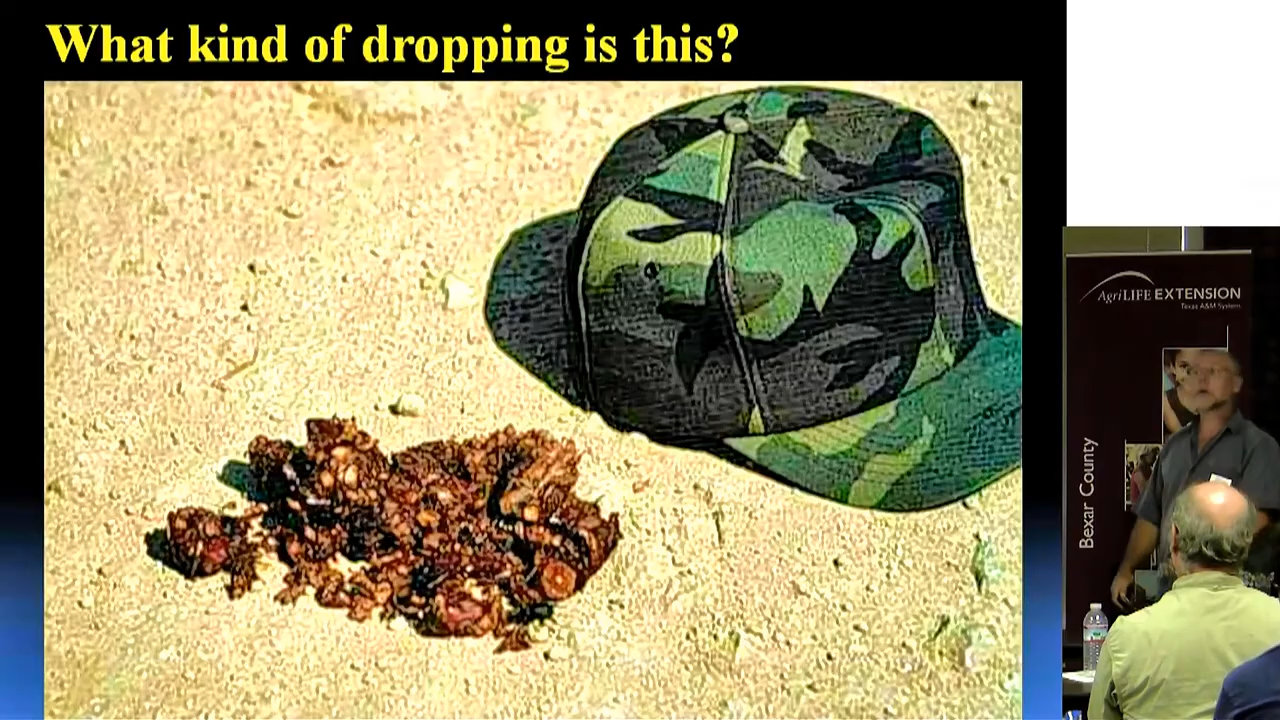 What kind of dropping is this?
AgriLIFE EXTENSION
Texas A&M System
Bexar County